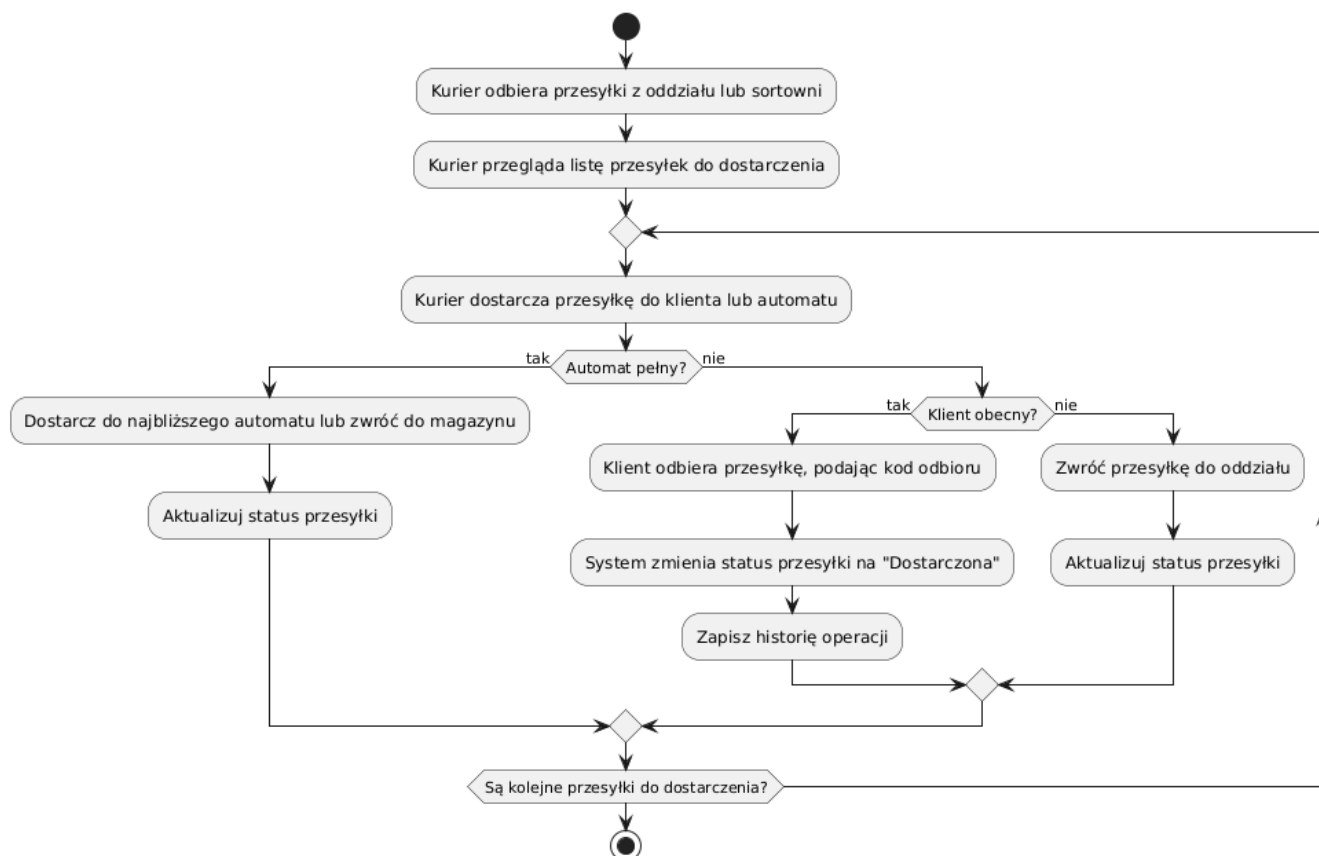 Kurier odbiera przesyłki z oddziału lub sortowni
Kurier przegląda listę przesyłek do dostarczenia
Kurier dostarcza przesyłkę do klienta lub automatu
Automat pełny?
tak
nie
Dostarcz do najbliższego automatu lub zwróć do magazynu
Aktualizuj status przesyłki
Klient obecny?
tak
nie
Klient odbiera przesyłkę, podając kod odbioru
System zmienia status przesyłki na "Dostarczona"
Zapisz historię operacji
Zwróć przesyłkę do oddziału
Aktualizuj status przesyłki
Są kolejne przesyłki do dostarczenia?